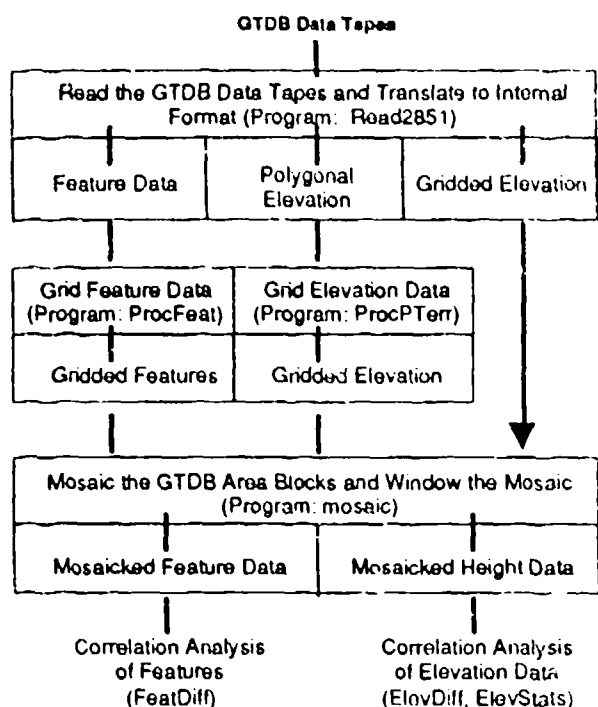 GTDB Data Tapes
Read the GTDB Data Tapes and Translate to Internal
Format (Program: Read2851)
Feature Data
Polygonal
Elevation
Gridded Elevation
Grid Feature Data
(Program: ProcFeat)
Grid Elevation Data
(Program: ProcPTerr)
Gridded Features
Gridded Elevation
Mosaic the GTDB Area Blocks and Window the Mosaic
(Program: mosaic)
Mosaicked Feature Data
Mosaicked Height Data
Correlation Analysis
of Features
(FeatDiff)
Correlation Analysis
of Elevation Data
(ElevDiff, ElevStats)